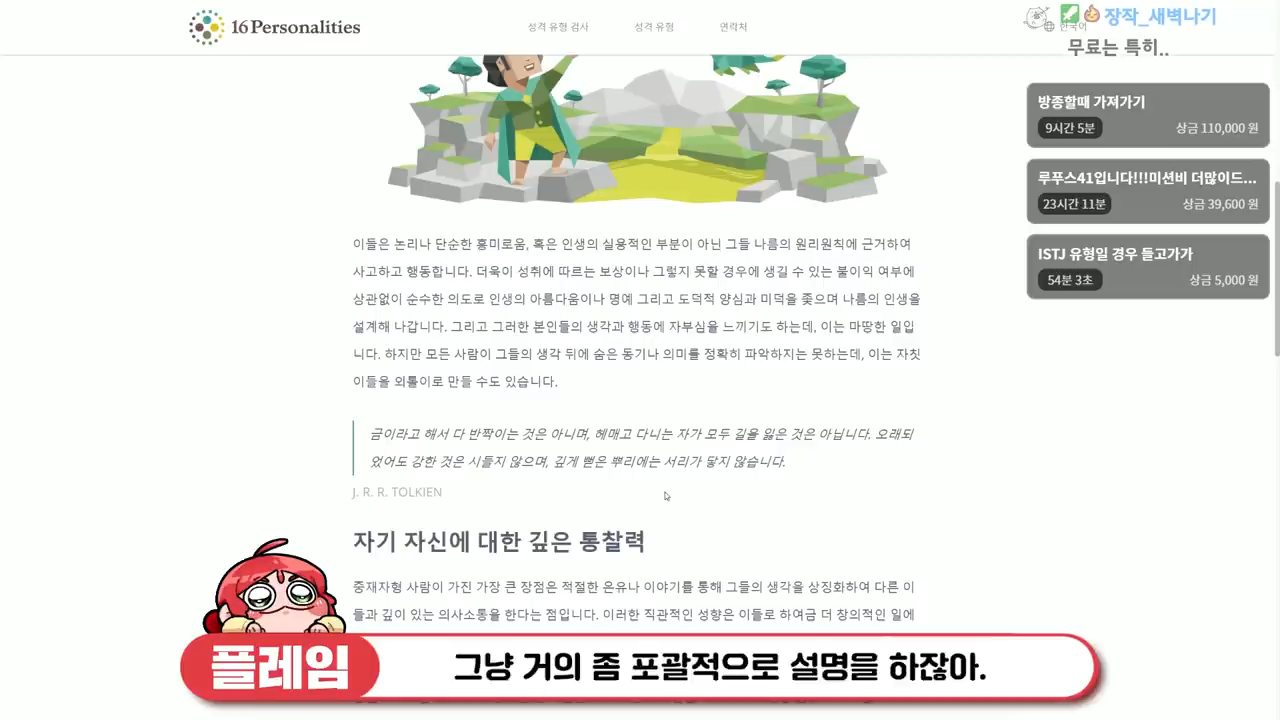 16Personalities
성격 유형 검사
성격 유형
연락처
한국어
장작_새벽나기
무료는 특히..
방종할때 가져가기
9시간 5분
상금 110,000 원
루푸스41입니다!!!미션비 더많이드...
23시간 11분
상금 39,600 원
ISTJ 유형일 경우 들고가가
54분 3초
상금 5,000 원
이들은 논리나 단순한 흥미로움, 혹은 인생의 실용적인 부분이 아닌 그들 나름의 원리원칙에 근거하여
사고하고 행동합니다. 더욱이 성취에 따르는 보상이나 그렇지 못할 경우에 생길 수 있는 불이익 여부에
상관없이 순수한 의도로 인생의 아름다움이나 명예 그리고 도덕적 양심과 미덕을 좇으며 나름의 인생을
설계해 나갑니다. 그리고 그러한 본인들의 생각과 행동에 자부심을 느끼기도 하는데, 이는 마땅한 일입
니다. 하지만 모든 사람이 그들의 생각 뒤에 숨은 동기나 의미를 정확히 파악하지는 못하는데, 이는 자칫
이들을 외톨이로 만들 수도 있습니다.
금이라고 해서 다 반짝이는 것은 아니며, 헤매고 다니는 자가 모두 길을 잃은 것은 아닙니다. 오래되
었어도 강한 것은 시들지 않으며, 깊게 뻗은 뿌리에는 서리가 닿지 않습니다.
J. R. R. TOLKIEN
자기 자신에 대한 깊은 통찰력
중재자형 사람이 가진 가장 큰 장점은 적절한 은유나 이야기를 통해 그들의 생각을 상징화하여 다른 이
들과 깊이 있는 의사소통을 한다는 점입니다. 이러한 직관적인 성향은 이들로 하여금 더 창의적인 일에
플레임
그냥 거의 좀 포괄적으로 설명을 하잖아.